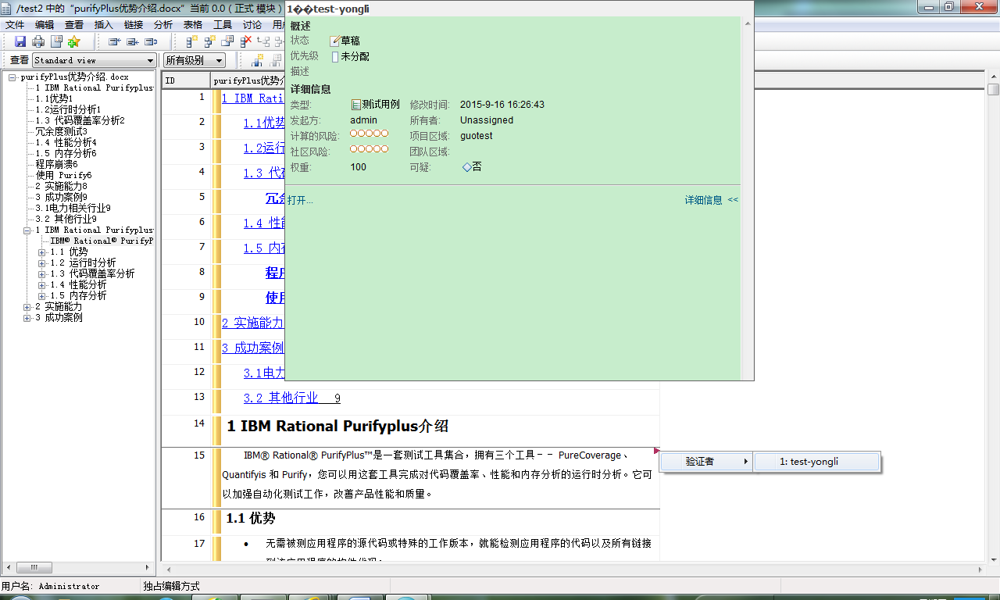 /test2 中的 "purifyPlus优势介绍.docx" 当前 0.0 ( 正式 模块 )
1��test-yongli
文件 编辑 查看 插入 链接 分析 表格 工具 讨论
查看 Standard view 所有级别
purifyPlus优势介绍.docx
1 IBM Rational Purifyplus
1.1优势1
1.2运行时分析1
1.3 代码覆盖率分析2
冗余度测试3
1.4 性能分析4
1.5 内存分析6
程序崩溃6
使用 Purify6
2 实施能力8
3 成功案例9
3.1电力相关行业9
3.2 其他行业9
1 IBM Rational Purifyplus
IBM® Rational® PurifyP
1.1 优势
1.2 运行时分析
1.3 代码覆盖率分析
1.4 性能分析
1.5 内存分析
2 实施能力
3 成功案例
ID purifyPlus优势介
1 1 IBM Rati
2 1.1优势
3 1.2运行
4 1.3 代码
5 冗余
6 1.4 性
7 1.5 内存
8 程序
9 使用
10 2 实施能力
11 3 成功案例
12 3.1电力
13 3.2 其他行业 9
14 1 IBM Rational Purifyplus介绍
15 IBM® Rational® PurifyPlus™是一套测试工具集合，拥有三个工具－－ PureCoverage、
Quantifyis 和 Purify，您可以用这套工具完成对代码覆盖率、性能和内存分析的运行时分析。它可
以加强自动化测试工作，改善产品性能和质量。
16 1.1 优势
17 • 无需被测应用程序的源代码或特殊的工作版本，就能检测应用程序的代码以及所有链接
概述
状态 草稿
优先级 未分配
描述
详细信息
类型: 测试用例 修改时间: 2015-9-16 16:26:43
发起方: admin 所有者: Unassigned
计算的风险: 项目区域: guotest
社区风险: 团队区域:
权重: 100 可疑: 否
打开... 详细信息 <<
验证者 1: test-yongli
用户名: Administrator 独占编辑方式